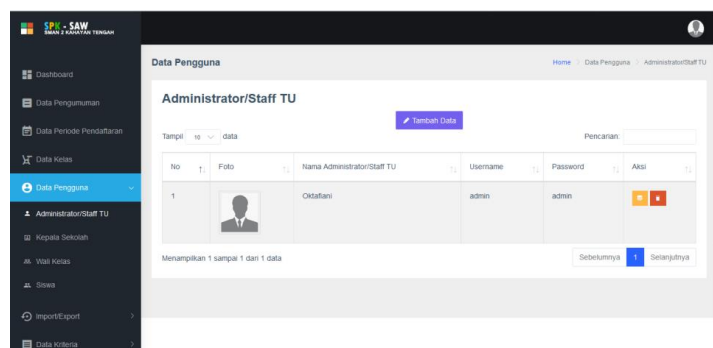 SPK - SAW
SMAN 2 KAHAYAN TENGAH
Dashboard
Data Pengumuman
Data Periode Pendaftaran
Data Kelas
Data Pengguna
Administrator/Staff TU
Kepala Sekolah
Wali Kelas
Siswa
Import/Export
Data Kriteria
Data Pengguna
Home Data Pengguna Administrator/Staff TU
Administrator/Staff TU
Tambah Data
Tampil 10 data Pencarian:
No Foto Nama Administrator/Staff TU Username Password Aksi
1 Oktafiani admin admin
Menampilkan 1 sampai 1 dari 1 data
Sebelumnya 1 Selanjutnya